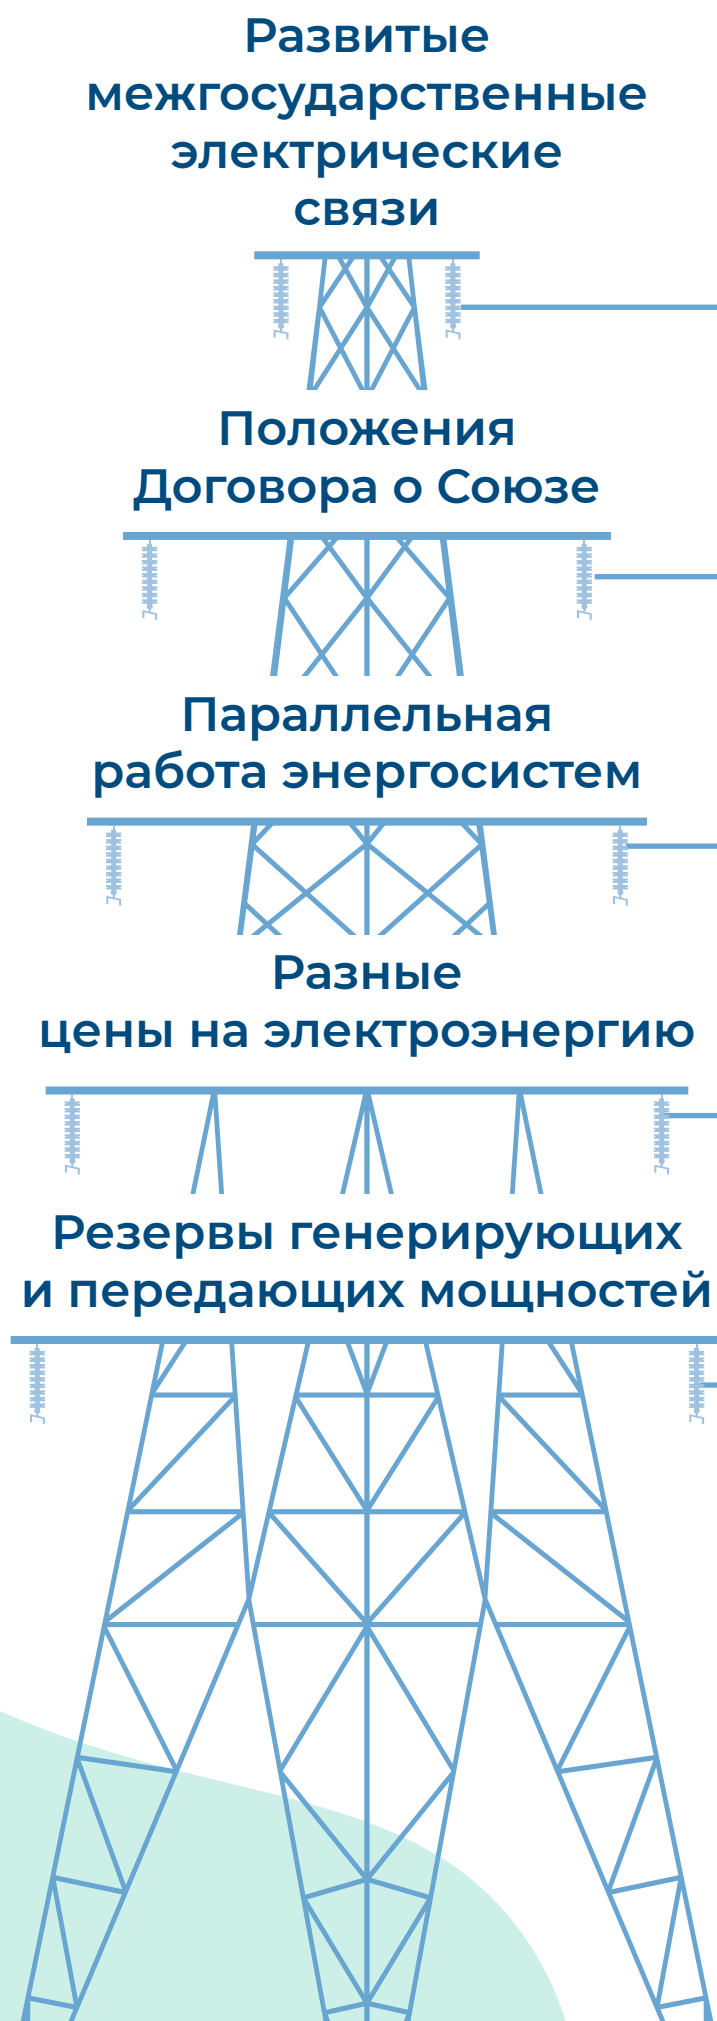 Развитые
межгосударственные
электрические
связи
Положения
Договора о Союзе
Параллельная
работа энергосистем
Разные
цены на электроэнергию
Резервы генерирующих
и передающих мощностей